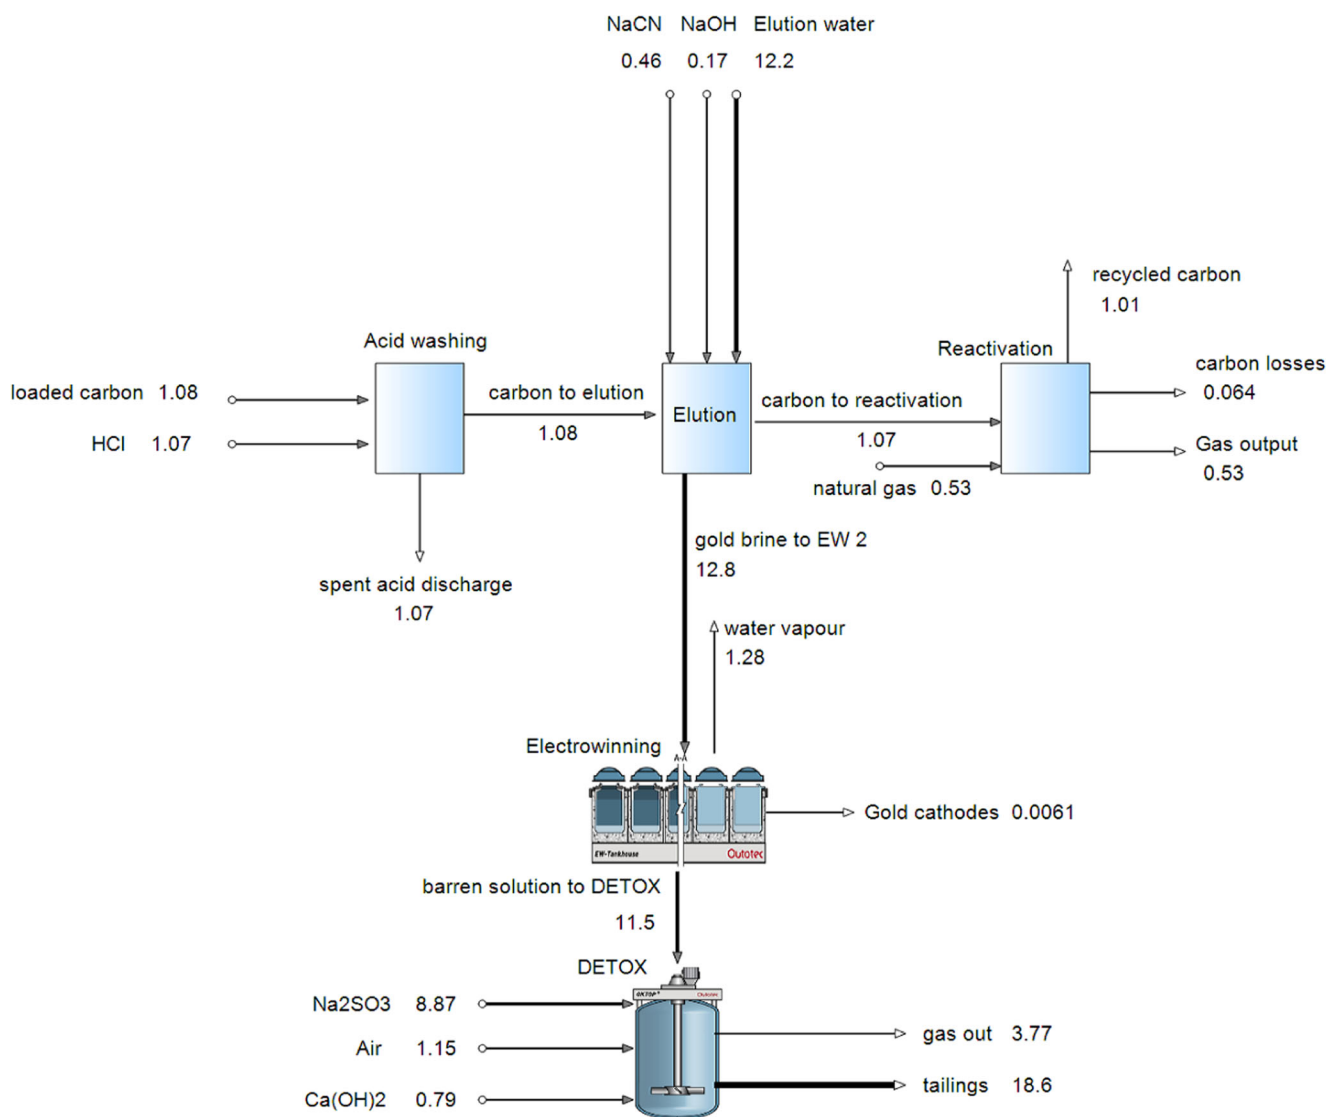 NaCN NaOH Elution water
0.46 0.17 12.2
recycled carbon
1.01
Acid washing
Reactivation
carbon losses
0.064
loaded carbon 1.08
carbon to elution
1.08
Elution
carbon to reactivation
1.07
HCl 1.07
Gas output
0.53
natural gas 0.53
gold brine to EW 2
12.8
spent acid discharge
1.07
water vapour
1.28
Electrowinning
Gold cathodes 0.0061
EW-Tankhouse Outotec
barren solution to DETOX
11.5
DETOX
OKTOP® Outotec
Na2SO3 8.87
gas out 3.77
Air 1.15
tailings 18.6
Ca(OH)2 0.79